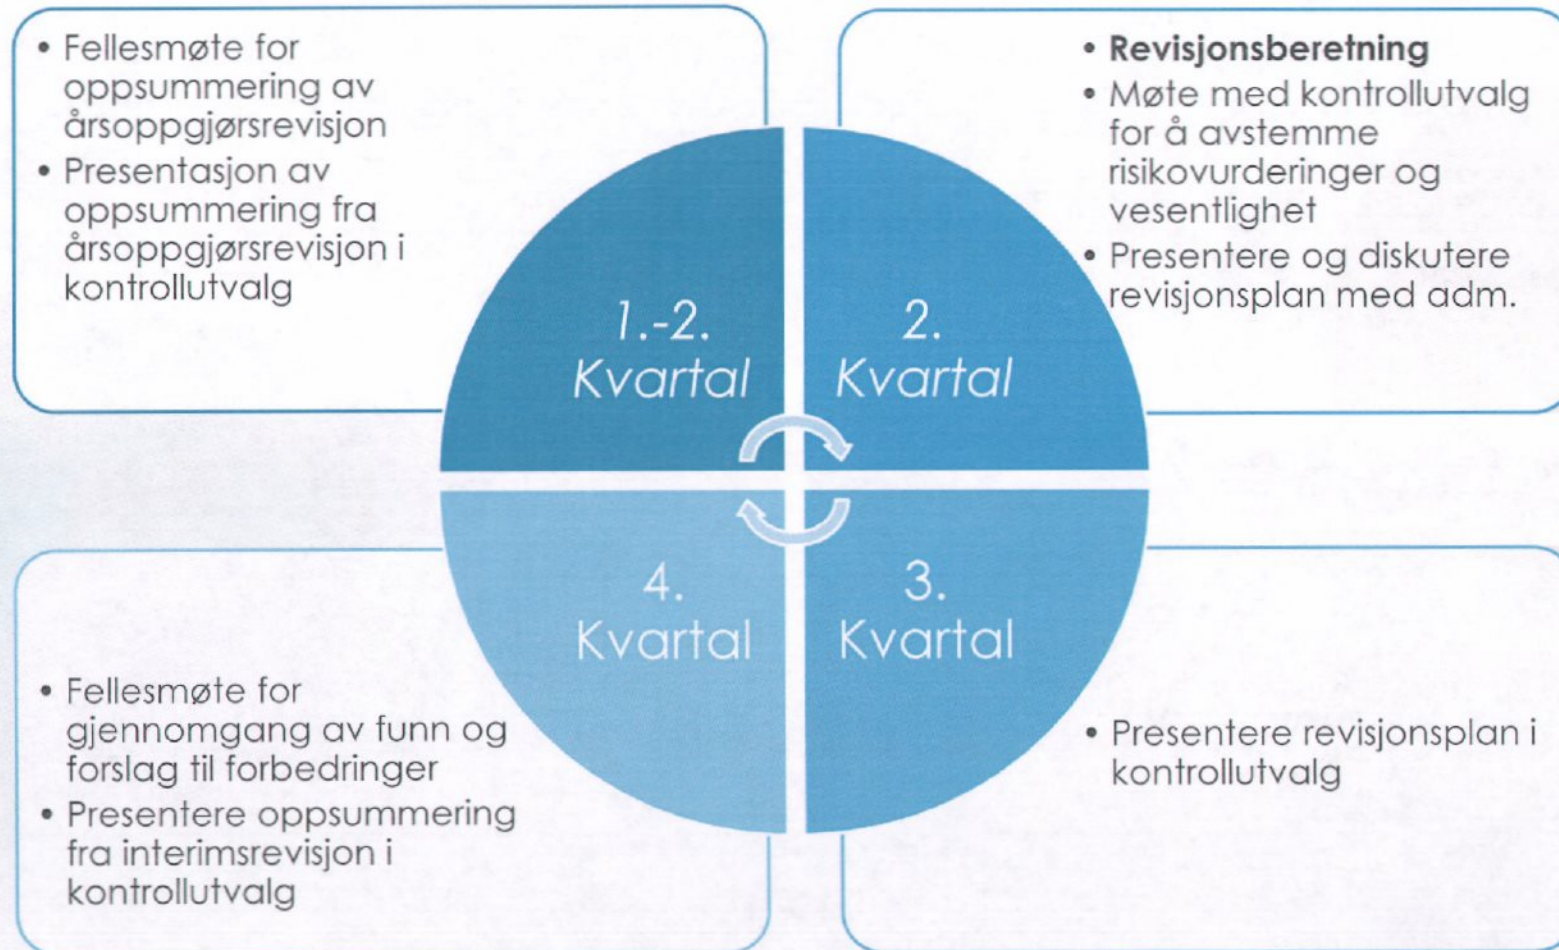 • Fellesmøte for
oppsummering av
årsoppgjørsrevisjon
• Presentasjon av
oppsummering fra
årsoppgjørsrevisjon i
kontrollutvalg
1.-2.
Kvartal
2.
Kvartal
• Revisjonsberetning
• Møte med kontrollutvalg
for å avstemme
risikovurderinger og
vesentlighet
• Presentere og diskutere
revisjonsplan med adm.
4.
Kvartal
3.
Kvartal
• Fellesmøte for
gjennomgang av funn og
forslag til forbedringer
• Presentere oppsummering
fra interimsrevisjon i
kontrollutvalg
• Presentere revisjonsplan i
kontrollutvalg